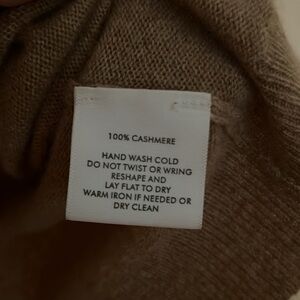 100% CASHMERE
HAND WASH COLD
DO NOT TWIST OR WRING
RESHAPE AND
LAY FLAT TO DRY
WARM IRON IF NEEDED OR
DRY CLEAN